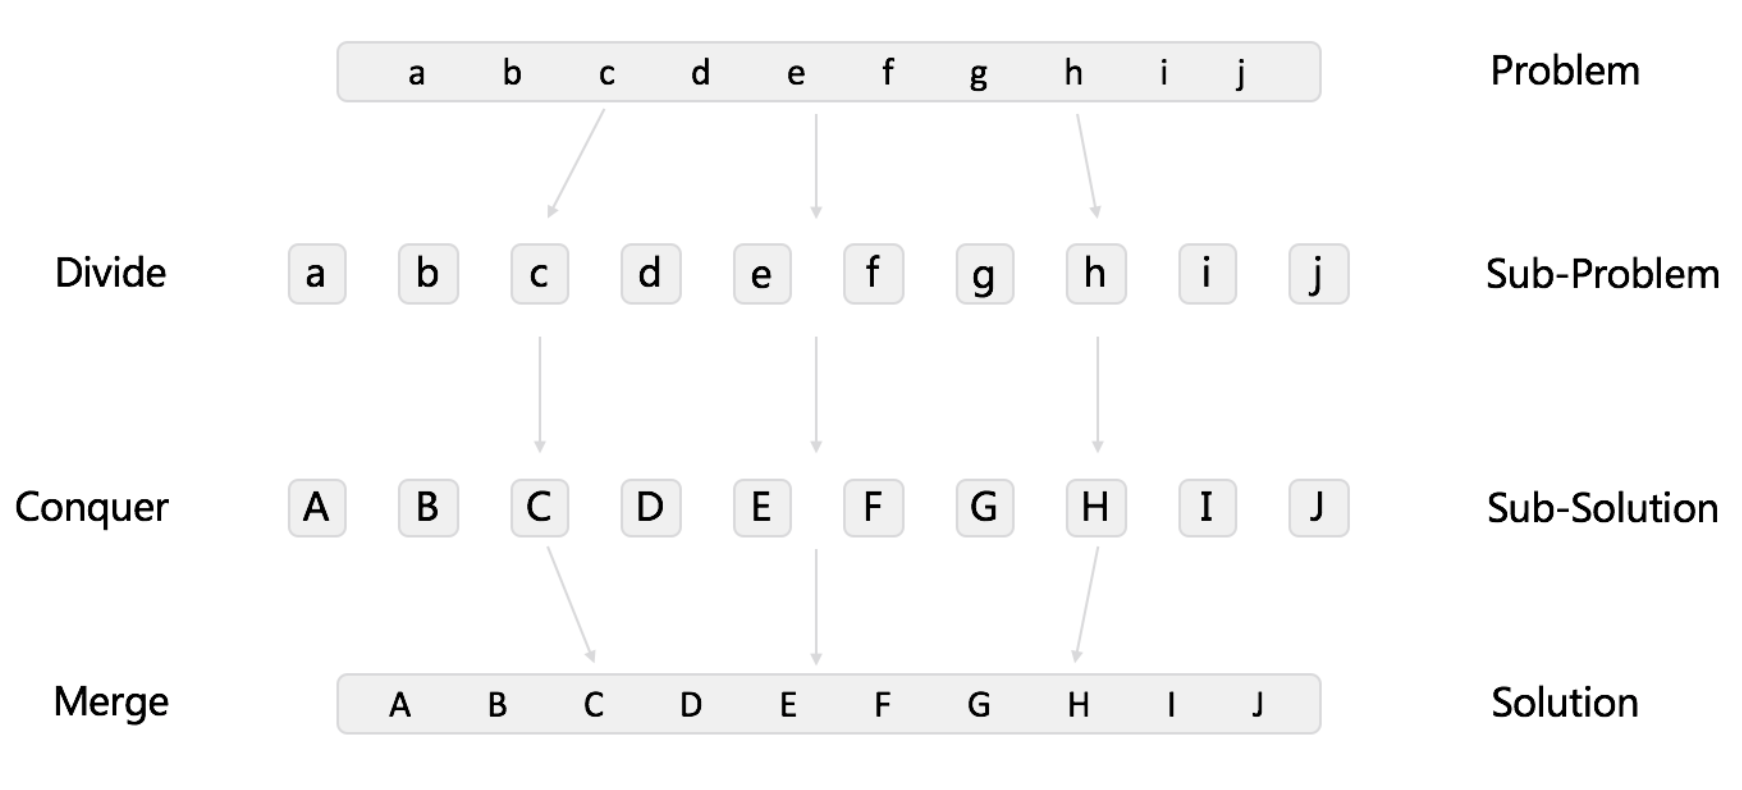 a b c d e f g h i j Problem
Divide a b c d e f g h i j Sub-Problem
Conquer A B C D E F G H I J Sub-Solution
Merge A B C D E F G H I J Solution